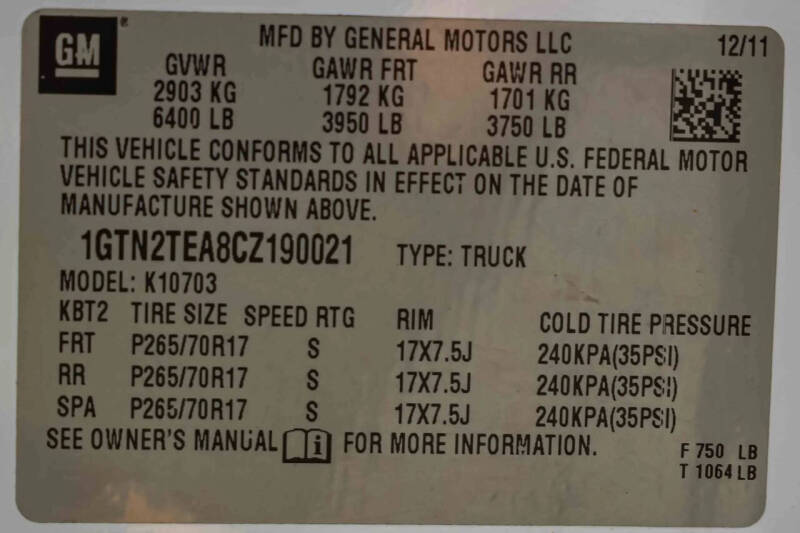 GM ®
MFD BY GENERAL MOTORS LLC 12/11
GVWR GAWR FRT GAWR RR
2903 KG 1792 KG 1701 KG
6400 LB 3950 LB 3750 LB
THIS VEHICLE CONFORMS TO ALL APPLICABLE U.S. FEDERAL MOTOR
VEHICLE SAFETY STANDARDS IN EFFECT ON THE DATE OF
MANUFACTURE SHOWN ABOVE.
1GTN2TEA8CZ190021 TYPE: TRUCK
MODEL: K10703
KBT2 TIRE SIZE SPEED RTG RIM COLD TIRE PRESSURE
FRT P265/70R17 S 17X7.5J 240KPA(35PSI)
RR P265/70R17 S 17X7.5J 240KPA(35PSI)
SPA P265/70R17 S 17X7.5J 240KPA(35PSI)
SEE OWNER'S MANUAL i FOR MORE INFORMATION.
F 750 LB
T 1064 LB